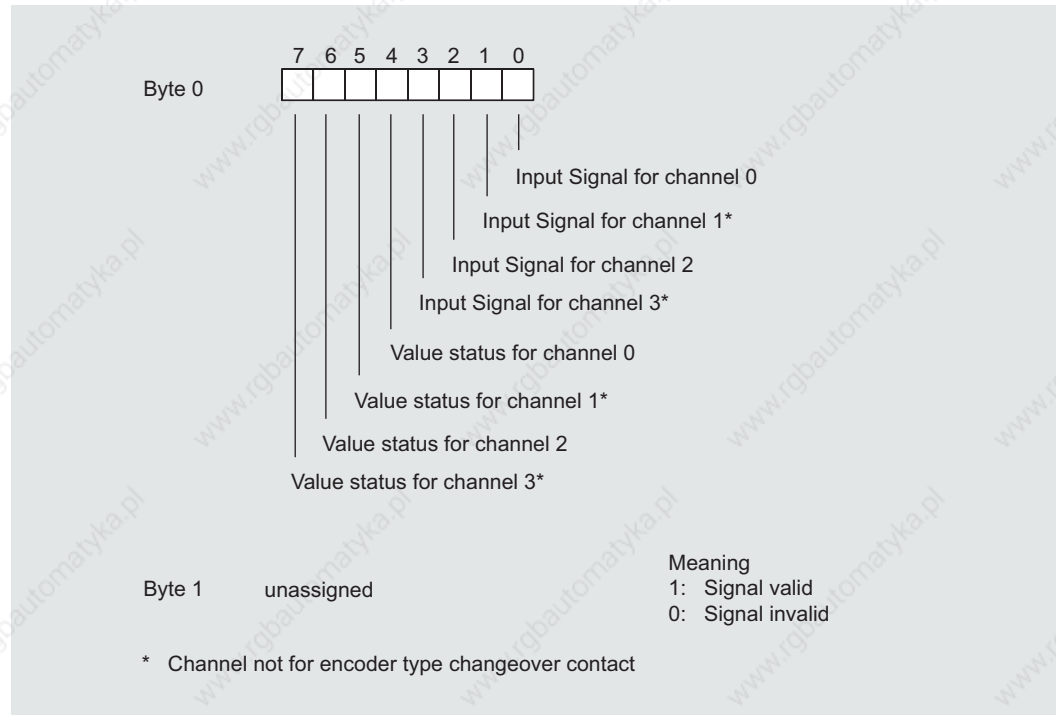 7 6 5 4 3 2 1 0
Byte 0
Input Signal for channel 0
Input Signal for channel 1*
Input Signal for channel 2
Input Signal for channel 3*
Value status for channel 0
Value status for channel 1*
Value status for channel 2
Value status for channel 3*
Byte 1 unassigned
Meaning
1: Signal valid
0: Signal invalid
* Channel not for encoder type changeover contact
www.rgbautomatyka.pl